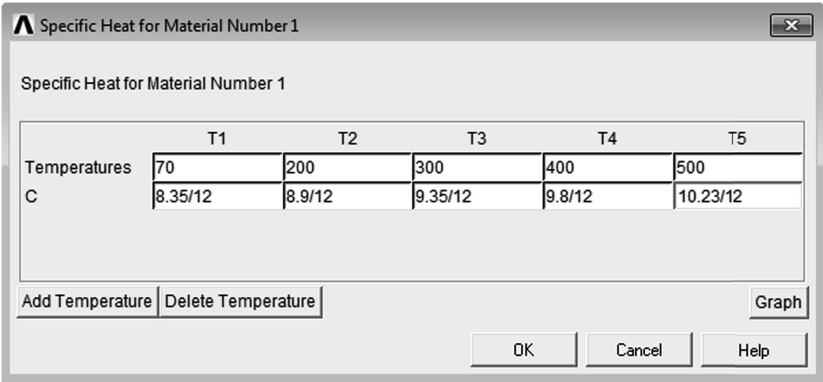 Specific Heat for Material Number 1
Specific Heat for Material Number 1
T1 T2 T3 T4 T5
Temperatures 70 200 300 400 500
C 8.35/12 8.9/12 9.35/12 9.8/12 10.23/12
Add Temperature Delete Temperature Graph
OK Cancel Help